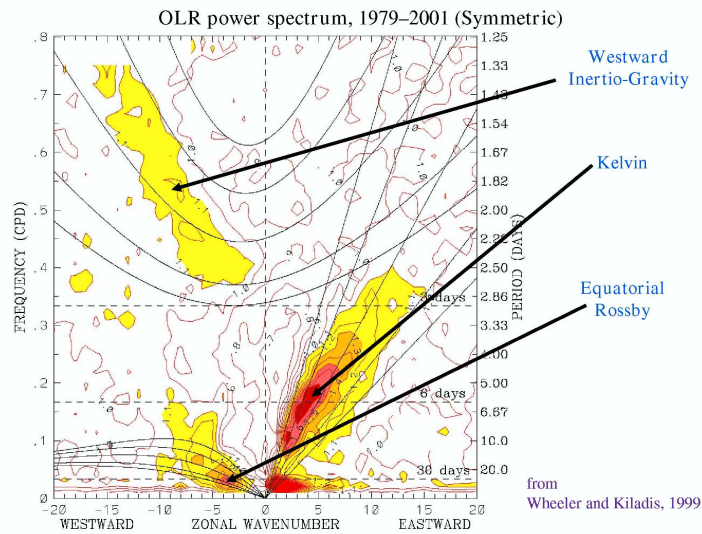 OLR power spectrum, 1979–2001 (Symmetric)
Westward
Inertio-Gravity
Kelvin
Equatorial
Rossby
from
Wheeler and Kiladis, 1999
FREQUENCY (CPD)
.8
.7
.6
.5
.4
.3
.2
.1
0
PERIOD (DAYS)
1.25
1.33
1.43
1.54
1.67
1.82
2.00
2.50
2.86
3.33
4.00
5.00
6.67
10.0
20.0
3 days
6 days
30 days
-20 -15 -10 -5 0 5 10 15 20
WESTWARD ZONAL WAVENUMBER EASTWARD